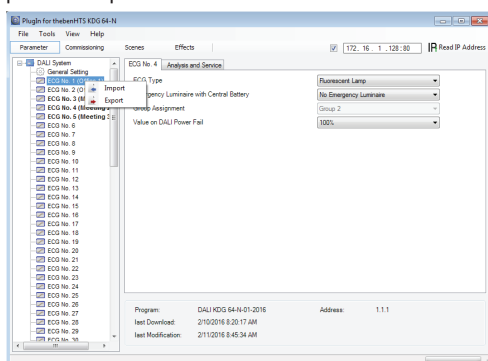 PlugIn for thebenHTS KDG 64-N
File Tools View Help
Parameter Commissioning Scenes Effects 172. 16 . 1 .128 :80 Read IP Address
DALI System
General Setting
ECG No. 1
ECG No. 2 (O
ECG No. 3 (M
ECG No. 4 (Meeting
ECG No. 5 (Meeting 3
ECG No. 6
ECG No. 7
ECG No. 8
ECG No. 9
ECG No. 10
ECG No. 11
ECG No. 12
ECG No. 13
ECG No. 14
ECG No. 15
ECG No. 16
ECG No. 17
ECG No. 18
ECG No. 19
ECG No. 20
ECG No. 21
ECG No. 22
ECG No. 23
ECG No. 24
ECG No. 25
ECG No. 26
ECG No. 27
ECG No. 28
ECG No. 29
ECG No. 30
Import
Export
ECG No. 4 Analysis and Service
ECG Type Fluorescent Lamp
ergency Luminaire with Central Battery No Emergency Luminaire
Group Assignment Group 2
Value on DALI Power Fail 100%
Program: DALI KDG 64-N-01-2016 Address: 1.1.1
last Download: 2/10/2016 8:20:17 AM
last Modification: 2/11/2016 8:45:34 AM